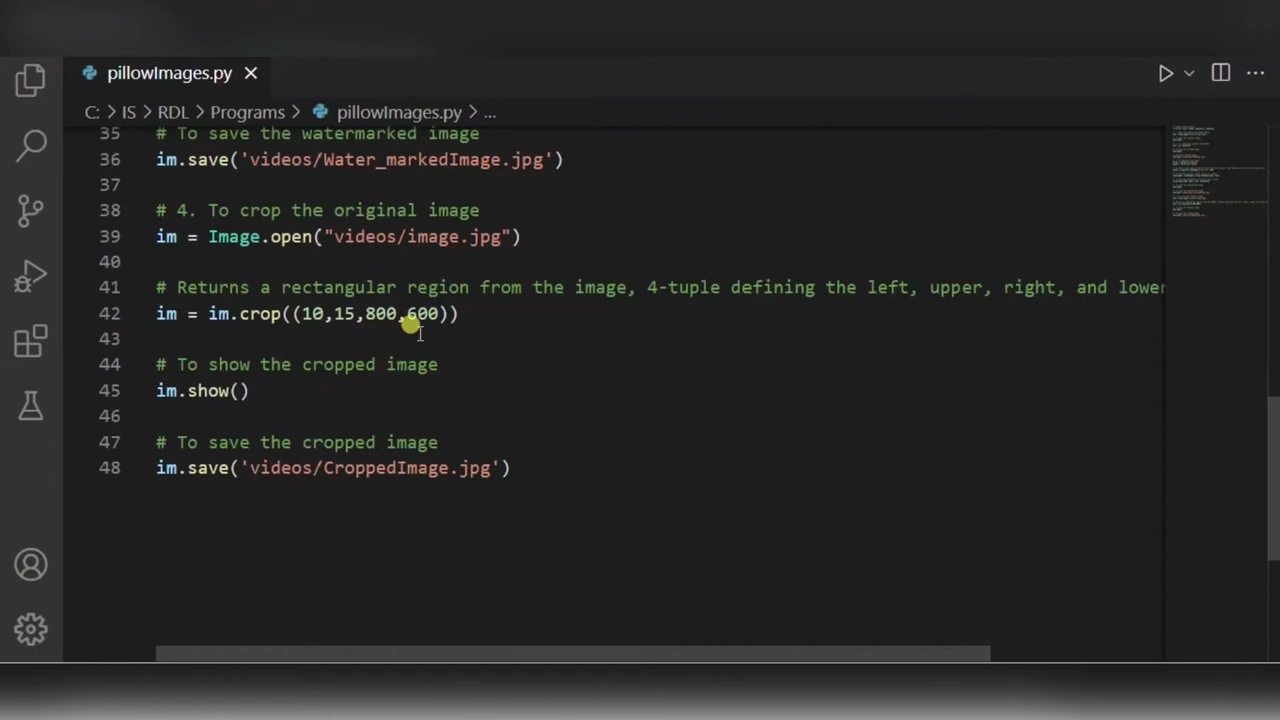 pillowImages.py
C: > IS > RDL > Programs > pillowImages.py > ...
35 # To save the watermarked image
36 im.save('videos/Water_markedImage.jpg')
37
38 # 4. To crop the original image
39 im = Image.open("videos/image.jpg")
40
41 # Returns a rectangular region from the image, 4-tuple defining the left, upper, right, and lower
42 im = im.crop((10,15,800,600))
43
44 # To show the cropped image
45 im.show()
46
47 # To save the cropped image
48 im.save('videos/CroppedImage.jpg')